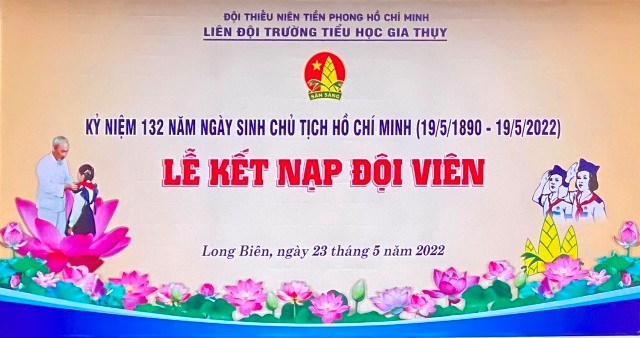 ĐỘI THIẾU NIÊN TIỀN PHONG HỒ CHÍ MINH
LIÊN ĐỘI TRƯỜNG TIỂU HỌC GIA THỤY
SẴN SÀNG
KỶ NIỆM 132 NĂM NGÀY SINH CHỦ TỊCH HỒ CHÍ MINH (19/5/1890 - 19/5/2022)
LỄ KẾT NẠP ĐỘI VIÊN
Long Biên, ngày 23 tháng 5 năm 2022